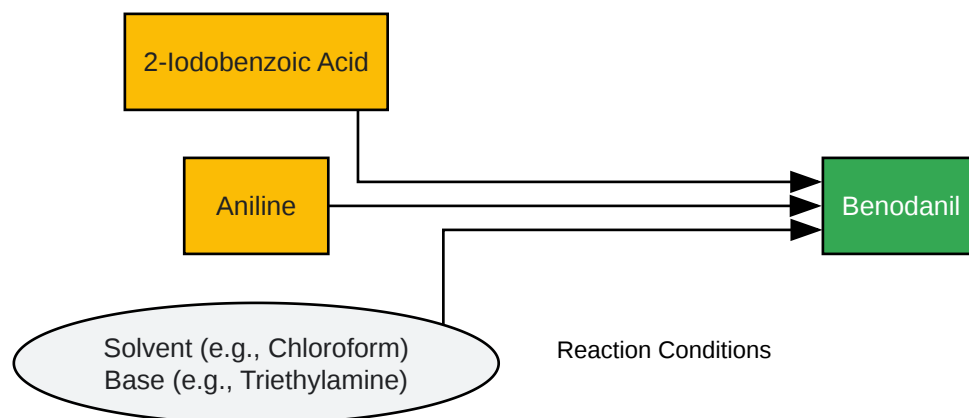 2-Iodobenzoic Acid
Aniline
Benodanil
Solvent (e.g., Chloroform)
Base (e.g., Triethylamine)
Reaction Conditions